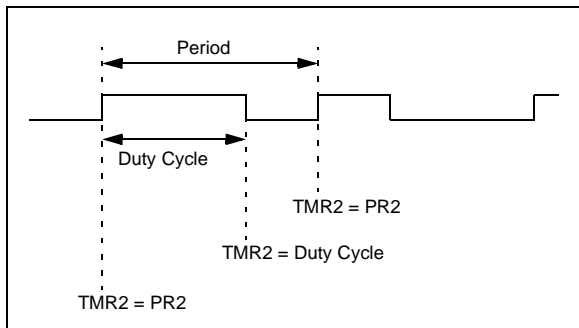 Period
Duty Cycle
TMR2 = PR2
TMR2 = Duty Cycle
TMR2 = PR2